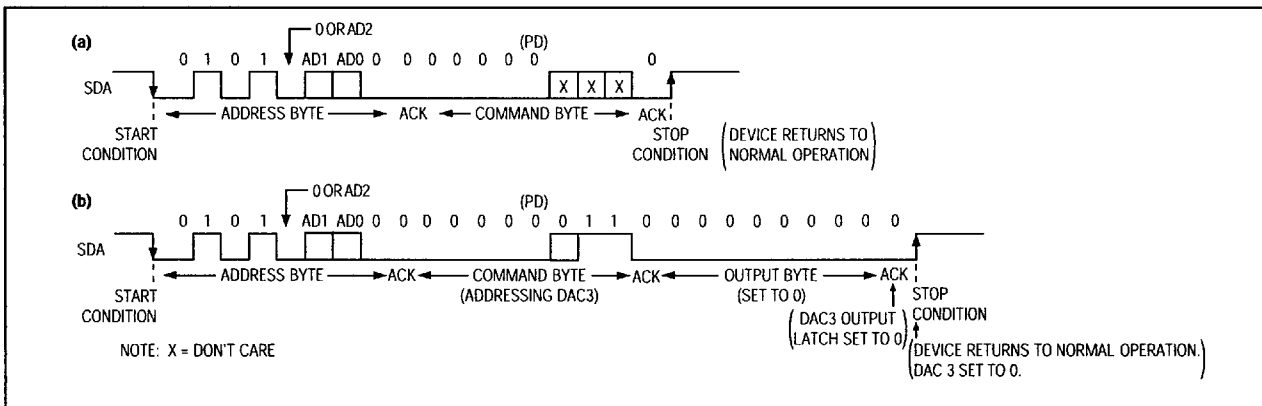 (a)
0 OR AD2
(PD)
0 1 0 1 AD1 AD0 0 0 0 0 0 0 0 0
SDA
X X X
ADDRESS BYTE ACK COMMAND BYTE ACK
START CONDITION
STOP CONDITION
(DEVICE RETURNS TO NORMAL OPERATION)
(b)
0 OR AD2
(PD)
0 1 0 1 AD1 AD0 0 0 0 0 0 0 0 0 1 1 0 0 0 0 0 0 0 0 0 0
SDA
ADDRESS BYTE ACK COMMAND BYTE ACK OUTPUT BYTE ACK
(ADDRESSING DAC3)
(SET TO 0)
START CONDITION
STOP CONDITION
(DAC3 OUTPUT LATCH SET TO 0)
NOTE: X = DON'T CARE
(DEVICE RETURNS TO NORMAL OPERATION. DAC 3 SET TO 0.)